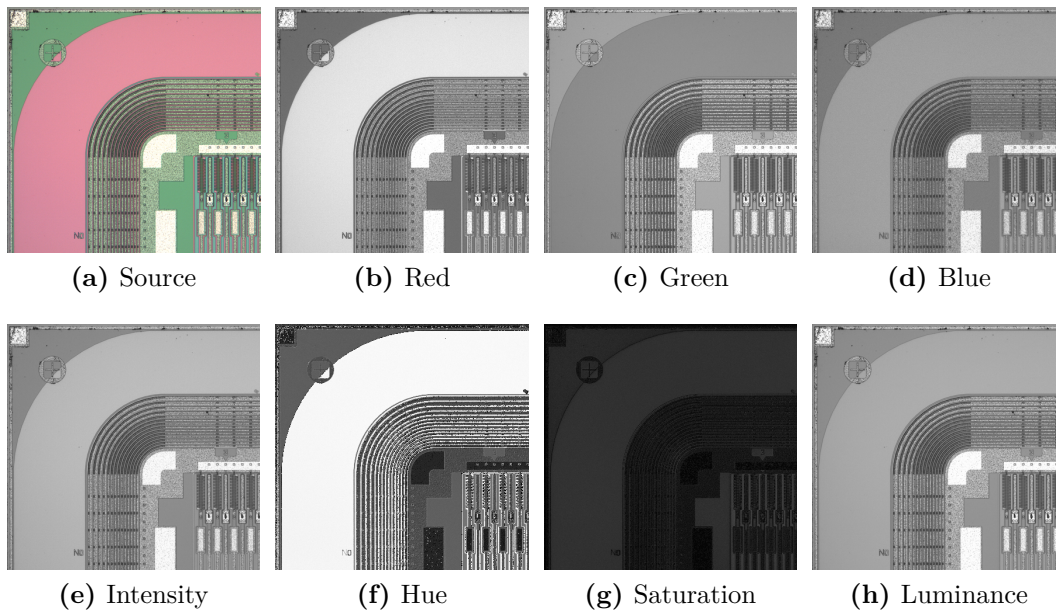 (a) Source
(b) Red
(c) Green
(d) Blue
(e) Intensity
(f) Hue
(g) Saturation
(h) Luminance